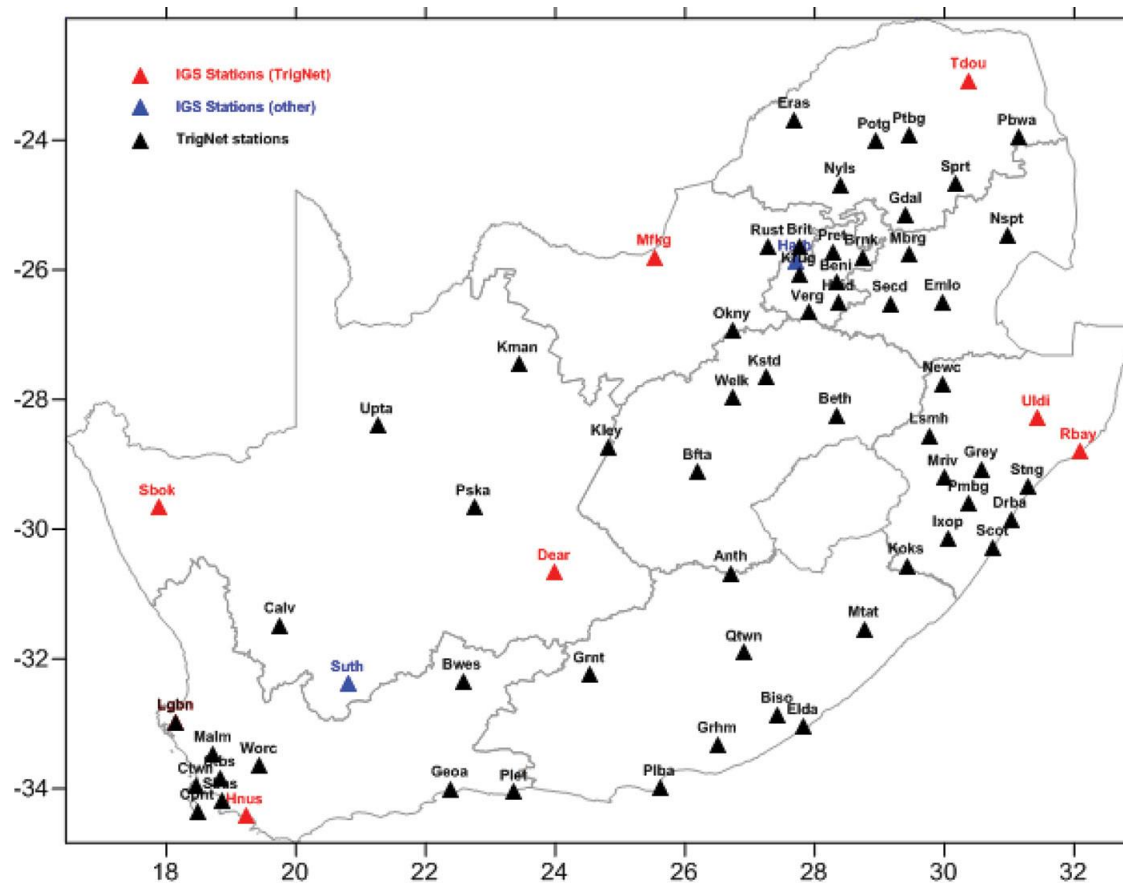 IGS Stations (TrigNet)
IGS Stations (other)
TrigNet stations
Tdou
Eras
Potg
Ptbg
Pbwa
-24
Nyls
Sprt
Gdal
Nspt
Mfkg
Rust
Brit
Pret
Brnk
Mbrg
-26
Beni
Verg
Secd
Emlo
Okny
Kman
Kstd
Newc
Welk
-28
Upta
Beth
Uldi
Lsmh
Rbay
Kley
Bfta
Mriv
Grey
Stng
Sbok
Pska
Pmbg
Drba
-30
Ixop
Scot
Dear
Anth
Koks
Calv
Mtat
-32
Suth
Bwes
Grnt
Qtwn
Lgbn
Biso
Elda
Malm
Worc
Grhm
Ctwn
-34
Geoa
Plet
Plba
Hnus
18
20
22
24
26
28
30
32